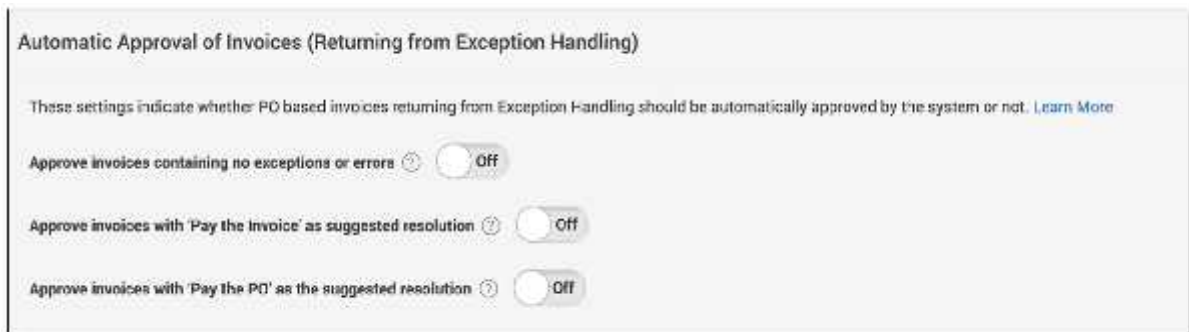 Automatic Approval of Invoices (Returning from Exception Handling)
These settings indicate whether PO based invoices returning from Exception Handling should be automatically approved by the system or not. Learn More
Approve invoices containing no exceptions or errors ? Off
Approve invoices with 'Pay the Invoice' as suggested resolution ? Off
Approve invoices with 'Pay the PO' as the suggested resolution ? Off